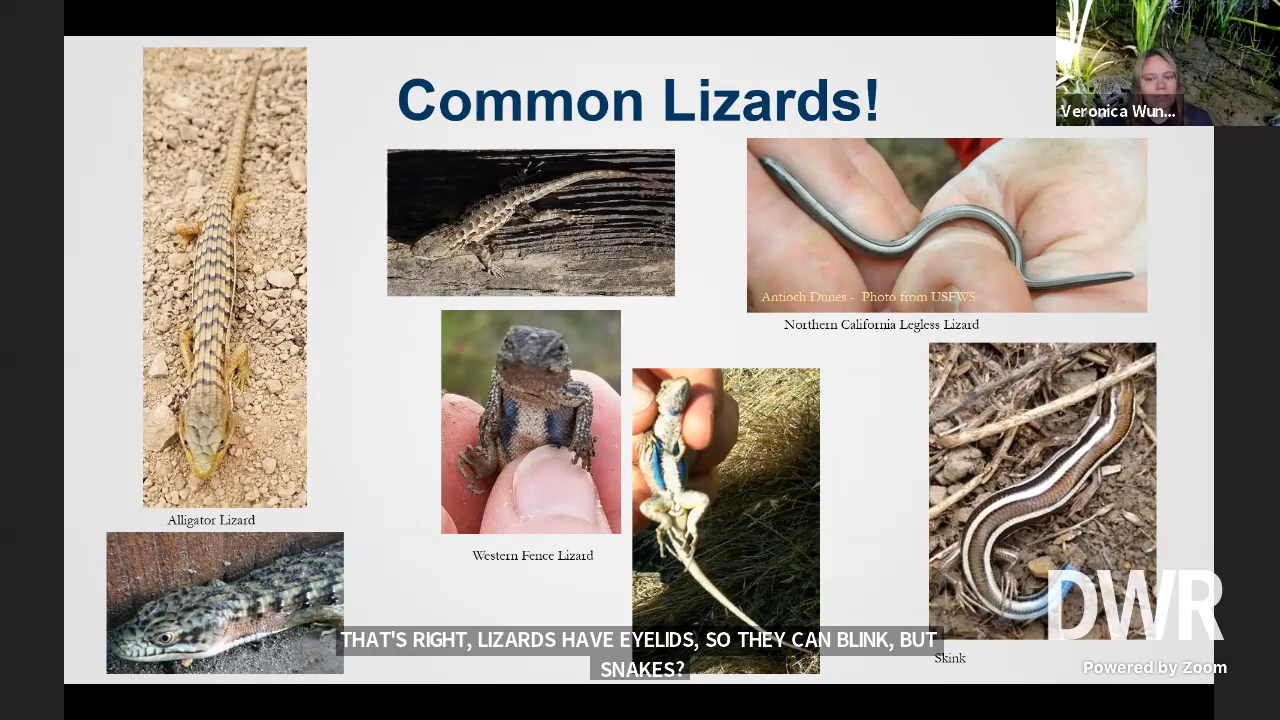 Common Lizards!
Veronica Wun...
Antioch Dunes - Photo from USFWS
Northern California Legless Lizard
Alligator Lizard
Western Fence Lizard
THAT'S RIGHT, LIZARDS HAVE EYELIDS, SO THEY CAN BLINK, BUT
SNAKES?
Skink
DWR
Powered by Zoom